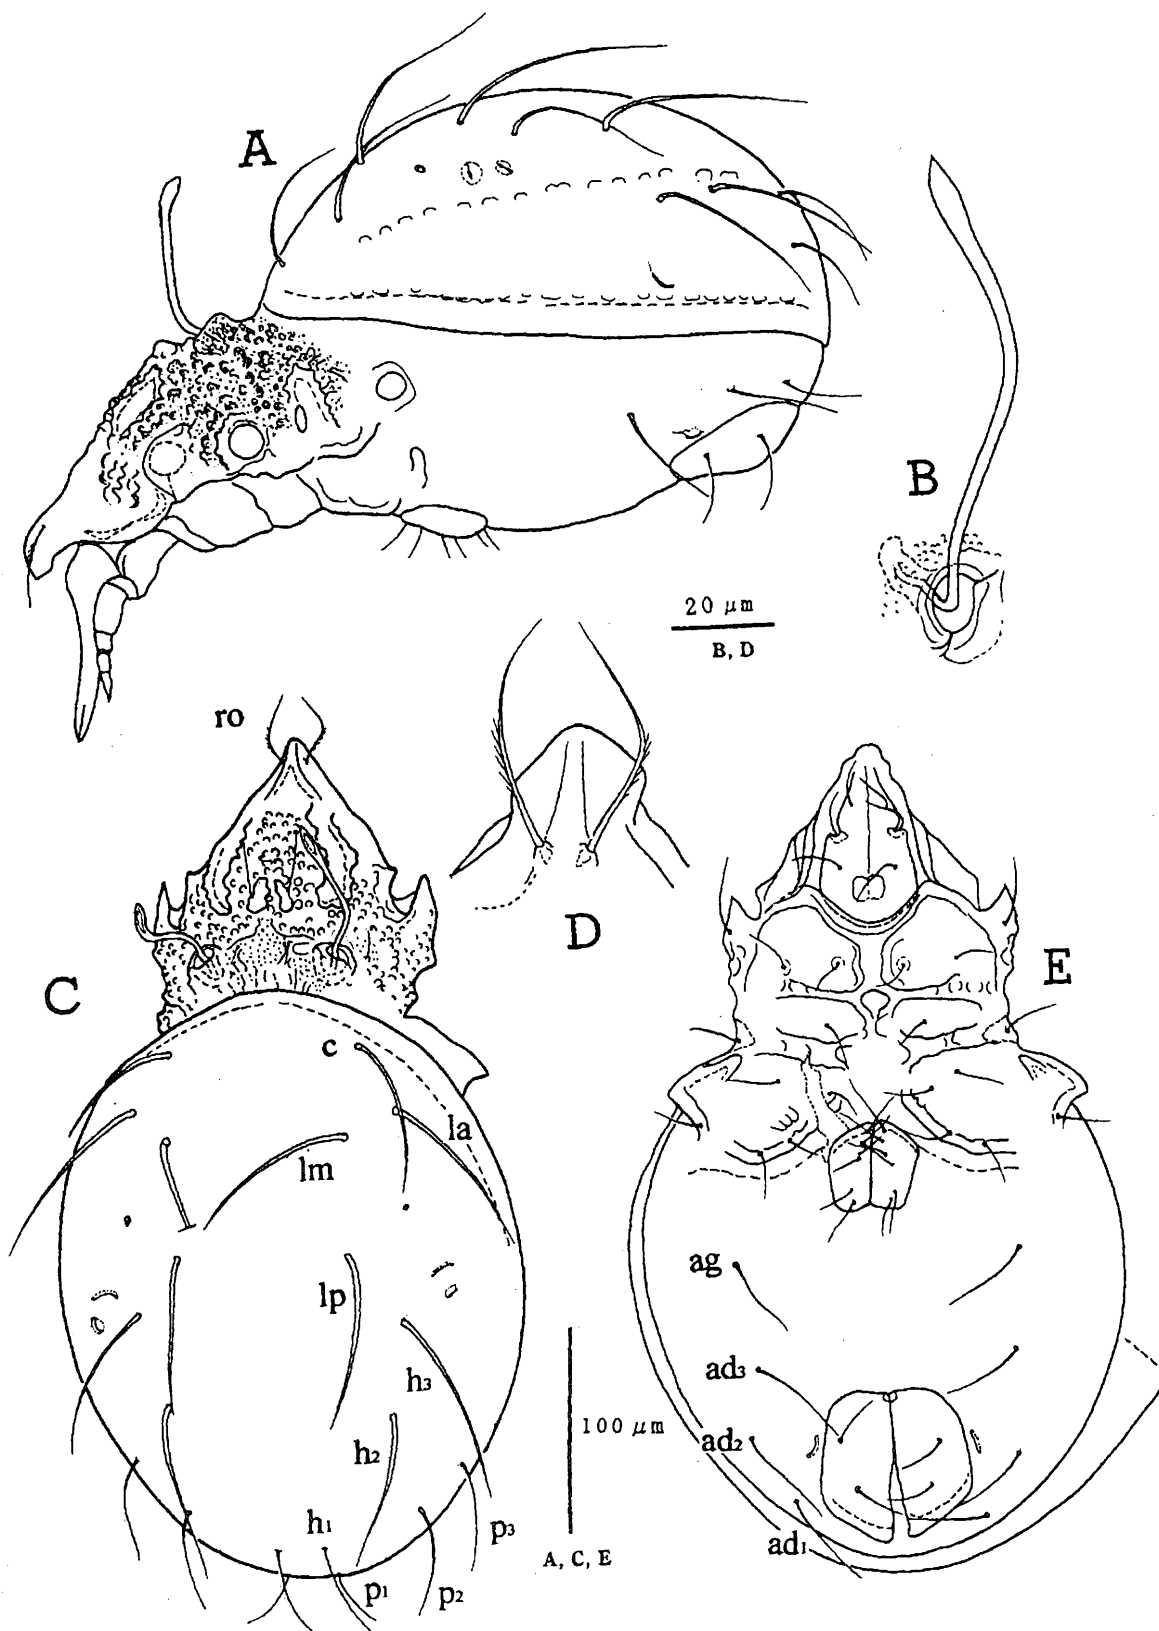 A
B
20 μm
B, D
ro
D
C
E
c
la
lm
ag
lp
ad3
h3
100 μm
h2
ad2
h1
p3
ad1
A, C, E
p1
p2